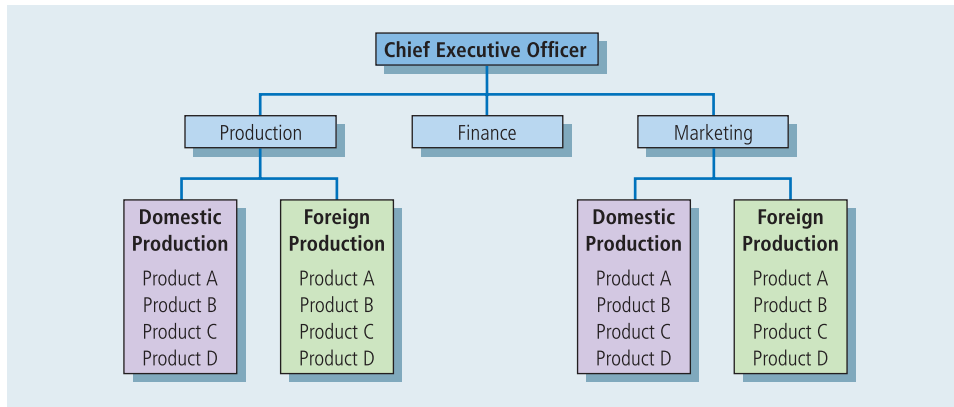 Chief Executive Officer
Production
Finance
Marketing
Domestic
Production
Product A
Product B
Product C
Product D
Foreign
Production
Product A
Product B
Product C
Product D
Domestic
Production
Product A
Product B
Product C
Product D
Foreign
Production
Product A
Product B
Product C
Product D